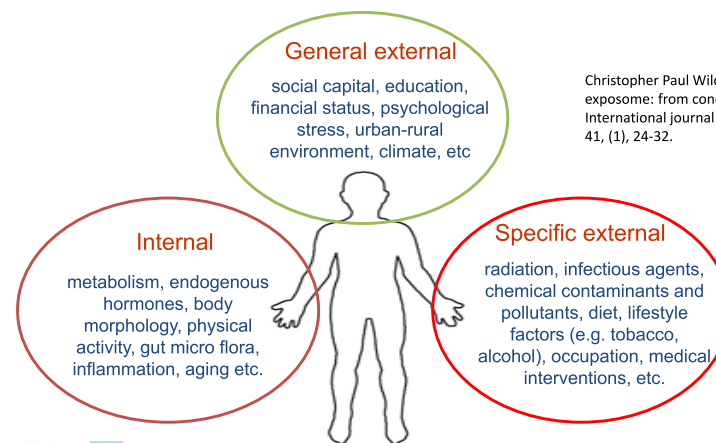 General external
social capital, education,
financial status, psychological
stress, urban-rural
environment, climate, etc
Christopher Paul
exposome: from
International journal
41, (1), 24-32.
Internal
metabolism, endogenous
hormones, body
morphology, physical
activity, gut micro flora,
inflammation, aging etc.
Specific external
radiation, infectious agents,
chemical contaminants and
pollutants, diet, lifestyle
factors (e.g. tobacco,
alcohol), occupation, medical
interventions, etc.